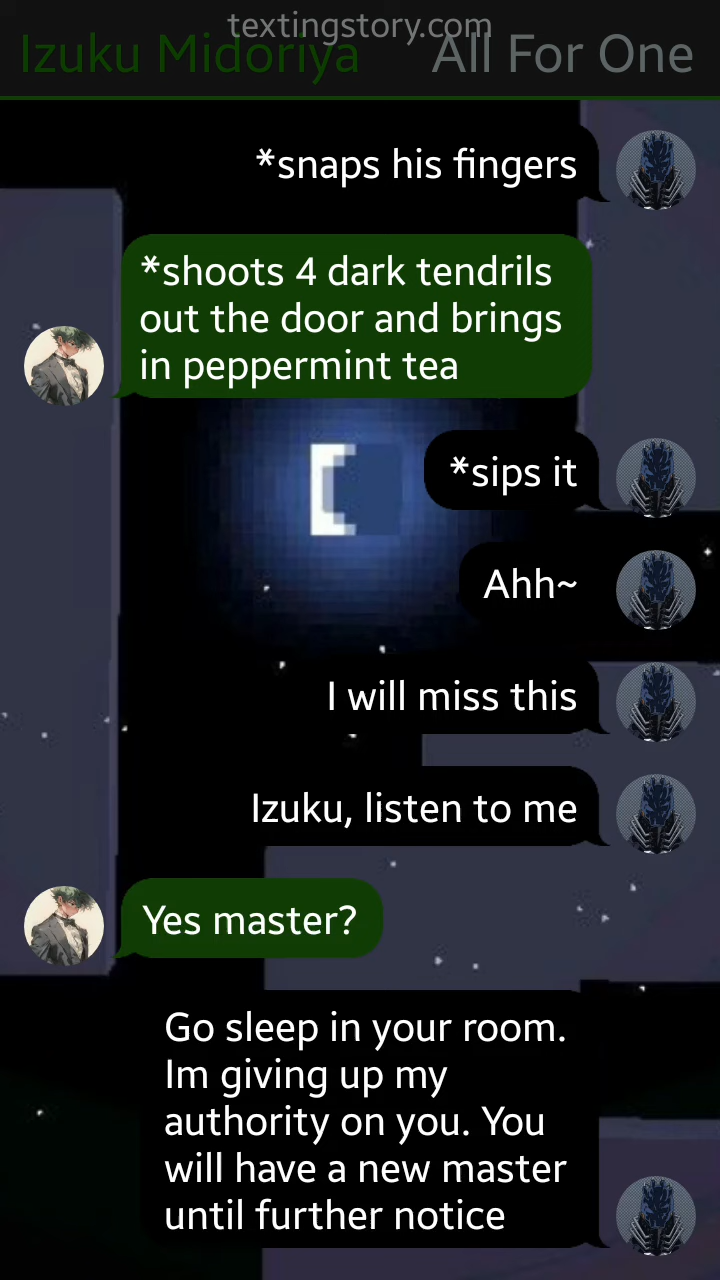 textingstory.com
Izuku Midoriya All For One
*snaps his fingers
*shoots 4 dark tendrils
out the door and brings
in peppermint tea
*sips it
Ahh~
I will miss this
Izuku, listen to me
Yes master?
Go sleep in your room.
Im giving up my
authority on you. You
will have a new master
until further notice